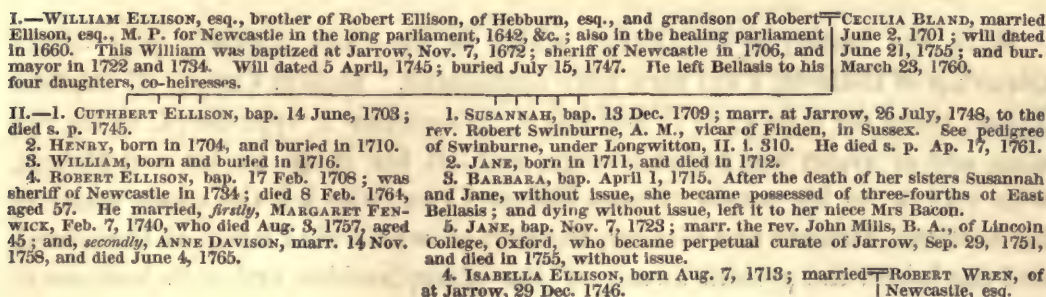 I.—WILLIAM ELLISON, esq., brother of Robert Ellison, of Hebburn, esq., and grandson of Robert
Ellison, esq., M. P. for Newcastle in the long parliament, 1642, &c.; also in the healing parliament
in 1660. This William was baptized at Jarrow, Nov. 7, 1672; sheriff of Newcastle in 1706, and
mayor in 1722 and 1734. Will dated 5 April, 1745; buried July 15, 1747. He left Bellasis to his
four daughters, co-heiresses.
CECILIA BLAND, married
June 2, 1701; will dated
June 21, 1755; and bur.
March 23, 1760.
II.—1. CUTHBERT ELLISON, bap. 14 June, 1703;
died s. p. 1745.
2. HENRY, born in 1704, and buried in 1710.
3. WILLIAM, born and buried in 1716.
4. ROBERT ELLISON, bap. 17 Feb. 1708; was
sheriff of Newcastle in 1734; died 8 Feb. 1764,
aged 57. He married, firstly, MARGARET FEN-
WICK, Feb. 7, 1740, who died Aug. 3, 1757, aged
45; and, secondly, ANNE DAVISON, marr. 14 Nov.
1758, and died June 4, 1765.
1. SUSANNAH, bap. 13 Dec. 1709; marr. at Jarrow, 26 July, 1748, to the
rev. Robert Swinburne, A. M., vicar of Finden, in Sussex. See pedigree
of Swinburne, under Longwitton, II. i. 310. He died s. p. Ap. 17, 1761.
2. JANE, born in 1711, and died in 1712.
3. BARBARA, bap. April 1, 1715. After the death of her sisters Susannah
and Jane, without issue, she became possessed of three-fourths of East
Bellasis; and dying without issue, left it to her niece Mrs Bacon.
5. JANE, bap. Nov. 7, 1723; marr. the rev. John Mills, B. A., of Lincoln
College, Oxford, who became perpetual curate of Jarrow, Sep. 29, 1751,
and died in 1755, without issue.
4. ISABELLA ELLISON, born Aug. 7, 1713; married
at Jarrow, 29 Dec. 1746.
ROBERT WREN, of
Newcastle, esq.